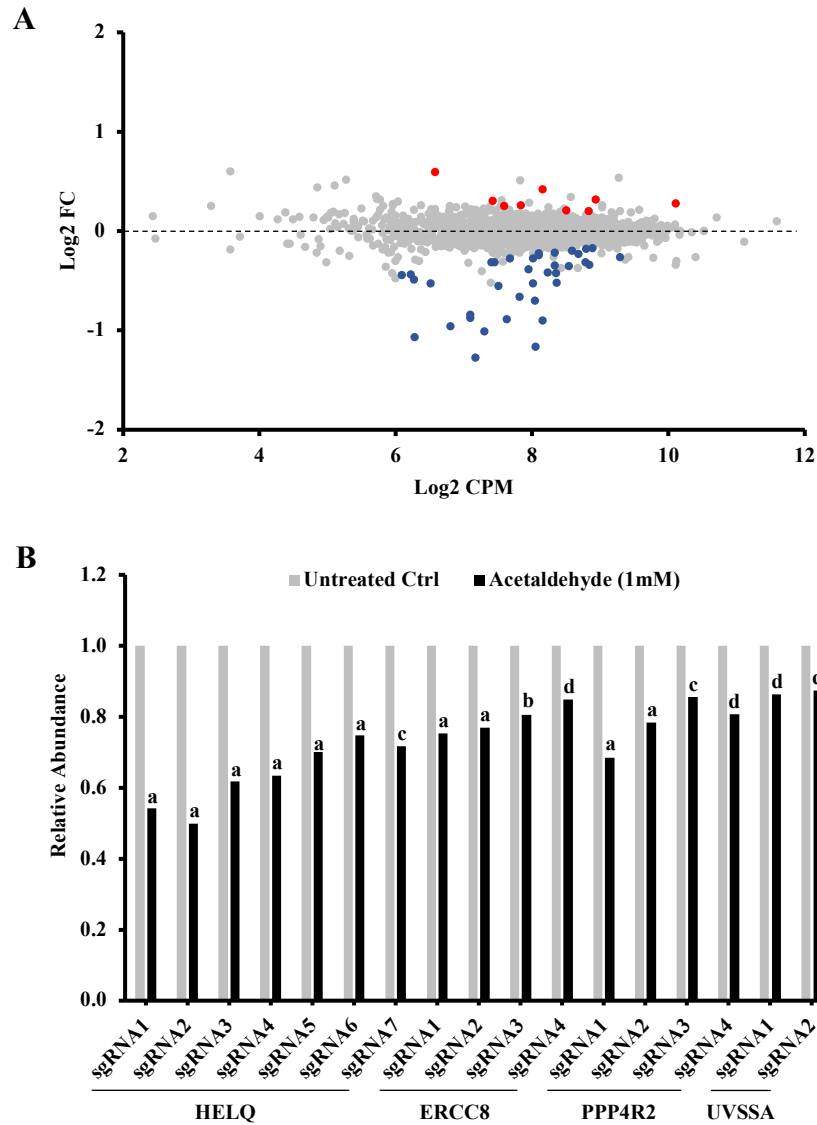 A
2
1
0
-1
-2
Log2 FC
2 4 6 8 10 12
Log2 CPM
B
Untreated Ctrl Acetaldehyde (1mM)
1.2
1.0
0.8
0.6
0.4
0.2
0.0
Relative Abundance
a a a a a a c a a b d a a c d d
sgRNA1 sgRNA2 sgRNA3 sgRNA4 sgRNA5 sgRNA6 sgRNA7 sgRNA1 sgRNA2 sgRNA3 sgRNA4 sgRNA1 sgRNA2 sgRNA3 sgRNA4 sgRNA1 sgRNA2
HELQ ERCC8 PPP4R2 UVSSA